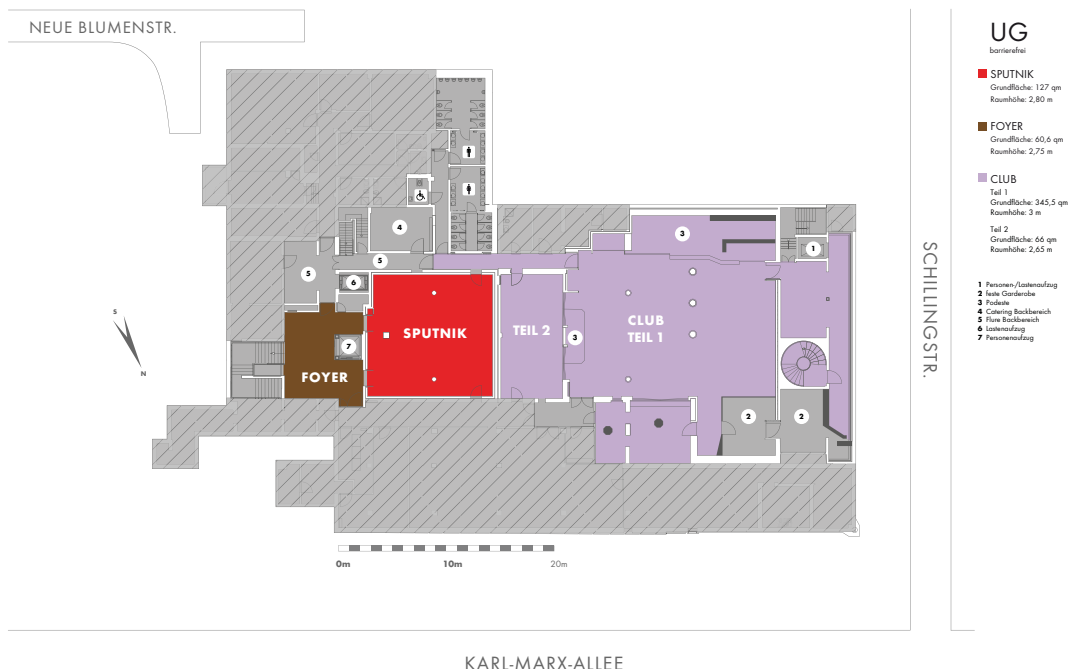 NEUE BLUMENSTR.
UG
barrierefrei
SPUTNIK
Grundfläche: 127 qm
Raumhöhe: 2,80 m
FOYER
Grundfläche: 60,6 qm
Raumhöhe: 2,75 m
CLUB
Teil 1
Grundfläche: 345,5 qm
Raumhöhe: 3 m
Teil 2
Grundfläche: 66 qm
Raumhöhe: 2,65 m
1 Personen-/Lastenaufzug
2 feste Garderobe
3 Podeste
4 Catering Backbereich
5 Flure Backbereich
6 Lastenaufzug
7 Personenaufzug
4
3
1
5
5
6
S
N
SPUTNIK
TEIL 2
CLUB
TEIL 1
3
7
FOYER
2
2
SCHILLINGSTR.
0m
10m
20m
KARL-MARX-ALLEE